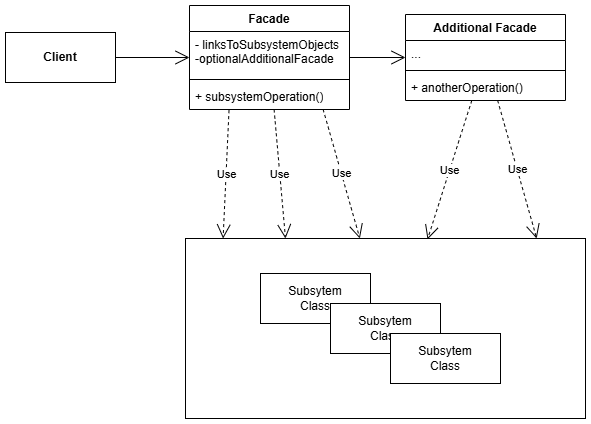 Client
Facade
- linksToSubsystemObjects
-optionalAdditionalFacade
+ subsystemOperation()
Additional Facade
...
+ anotherOperation()
Use
Use
Use
Use
Use
Subsytem
Class
Subsytem
Class
Subsytem
Class